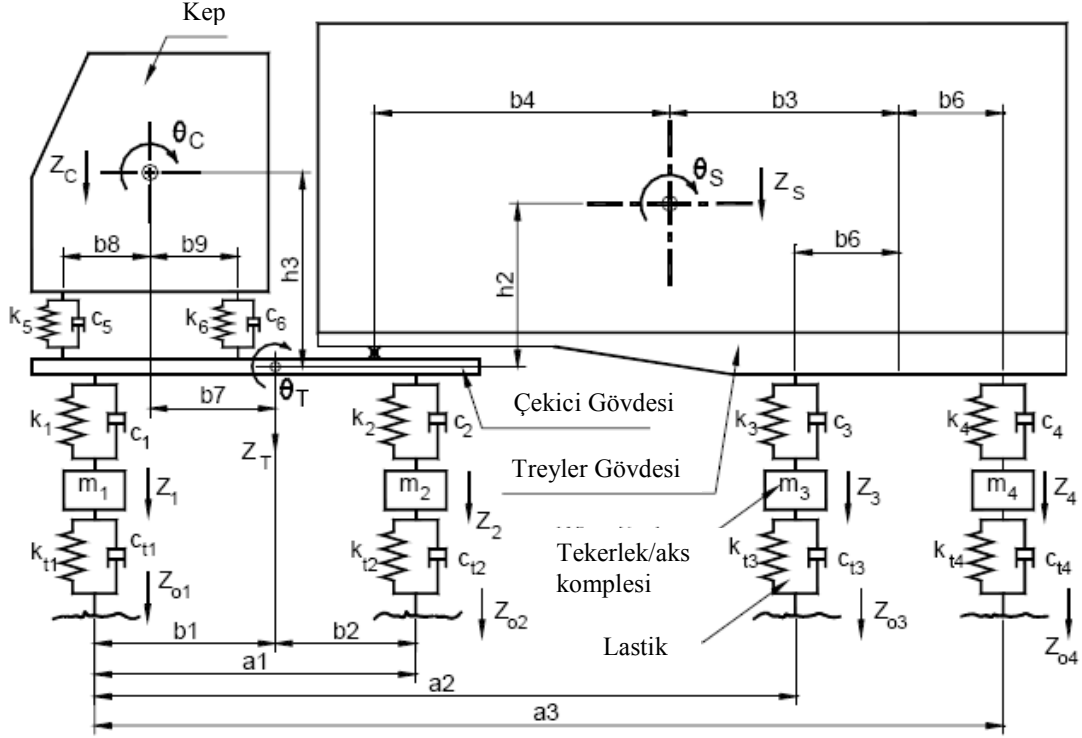 Kep
b4 b3 b6
θC
ZC
θS
ZS
b8 b9
h3
h2
b6
k5 c5 k6 c6
θT
b7
ZT
Çekici Gövdesi
Treyler Gövdesi
k1 c1 k2 c2 k3 c3 k4 c4
m1 Z1 m2 Z2 m3 Z3 m4 Z4
Tekerlek/aks
komplesi
kt1 ct1 kt2 ct2 kt3 ct3 kt4 ct4
Zo1 Zo2 Zo3 Zo4
Lastik
b1 b2
a1
a2
a3